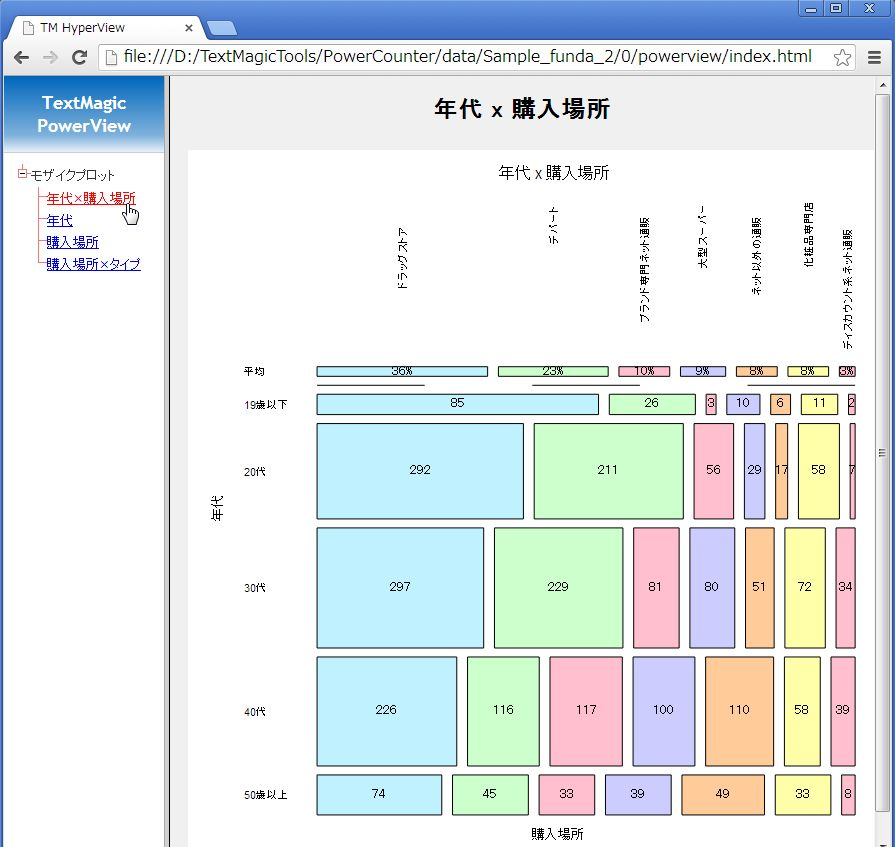 TM HyperView
file:///D:/TextMagicTools/PowerCounter/data/Sample_funda_2/0/powerview/index.html
TextMagic
PowerView
モザイクプロット
年代×購入場所
年代
購入場所
購入場所×タイプ
年代 x 購入場所
年代 x 購入場所
ドラッグストア
デパート
ブランド専門ネット通販
大型スーパー
ネット以外の通販
化粧品専門店
ディスカウント系ネット通販
平均 36% 23% 10% 9% 8% 8% 3%
19歳以下 85 26 3 10 6 11 2
20代 292 211 56 29 17 58 7
年代
30代 297 229 81 80 51 72 34
40代 226 116 117 100 110 58 39
50歳以上 74 45 33 39 49 33 8
購入場所